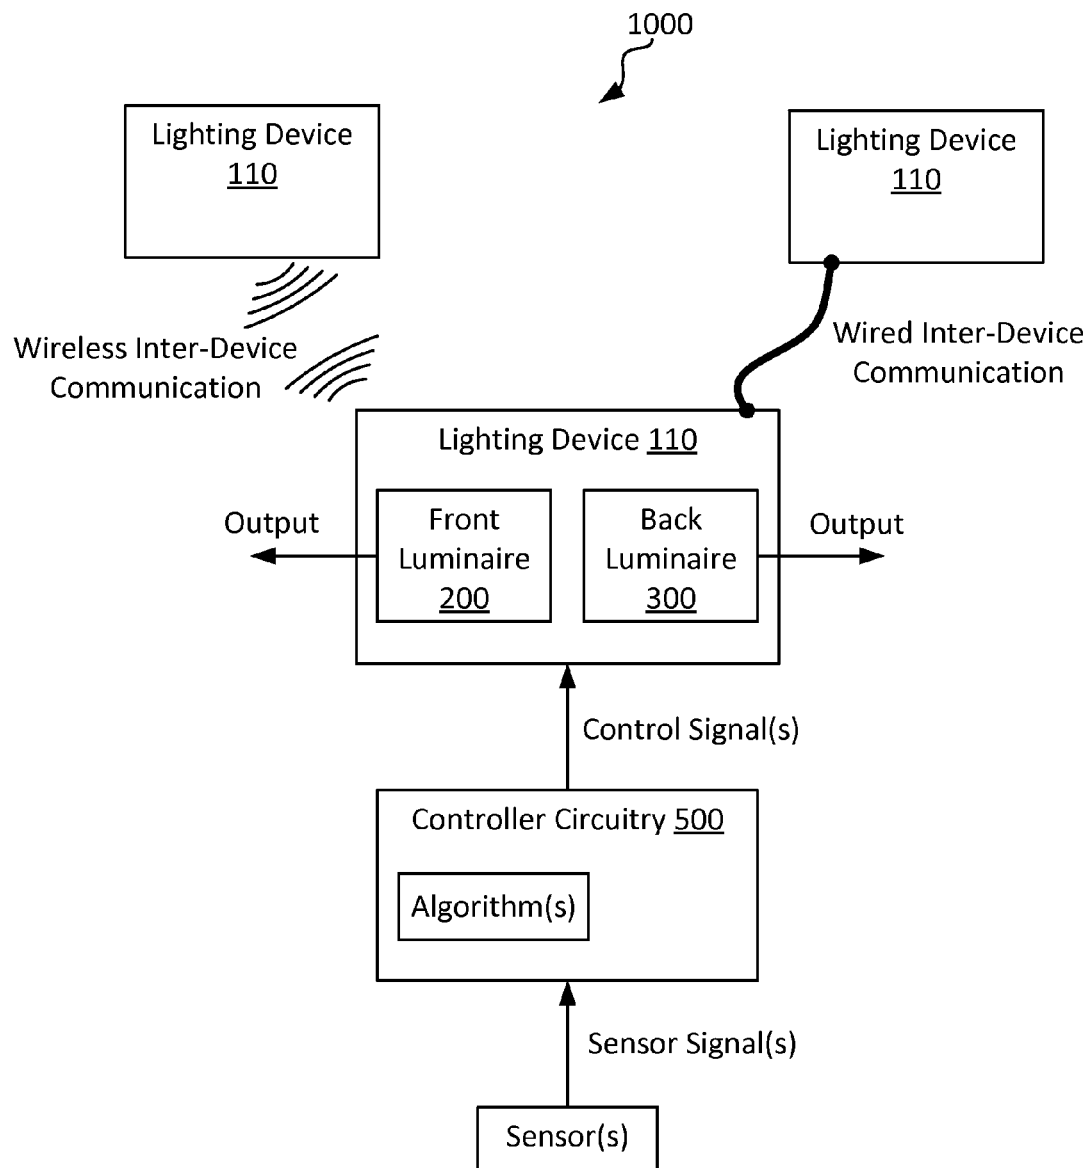 1000
Lighting Device
110
Lighting Device
110
Wireless Inter-Device
Communication
Wired Inter-Device
Communication
Lighting Device 110
Output
Front
Luminaire
200
Back
Luminaire
300
Output
Control Signal(s)
Controller Circuitry 500
Algorithm(s)
Sensor Signal(s)
Sensor(s)